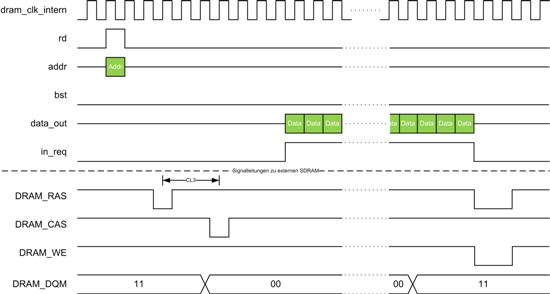 dram_clk_intern
rd
addr Addr
bst
data_out Data Data Data Data Data Data Data Data
in_req
Signalleitungen zu externen SDRAM
DRAM_RAS CL3
DRAM_CAS
DRAM_WE
DRAM_DQM 11 00 00 11